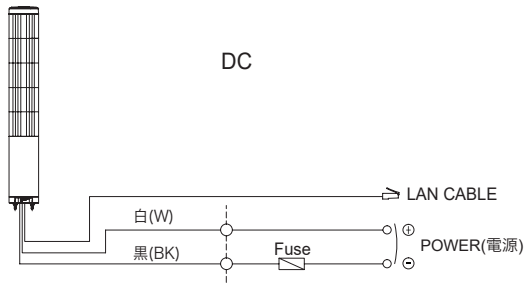 DC
LAN CABLE
白(W)
黒(BK)
Fuse
⊕
POWER(電源)
⊖